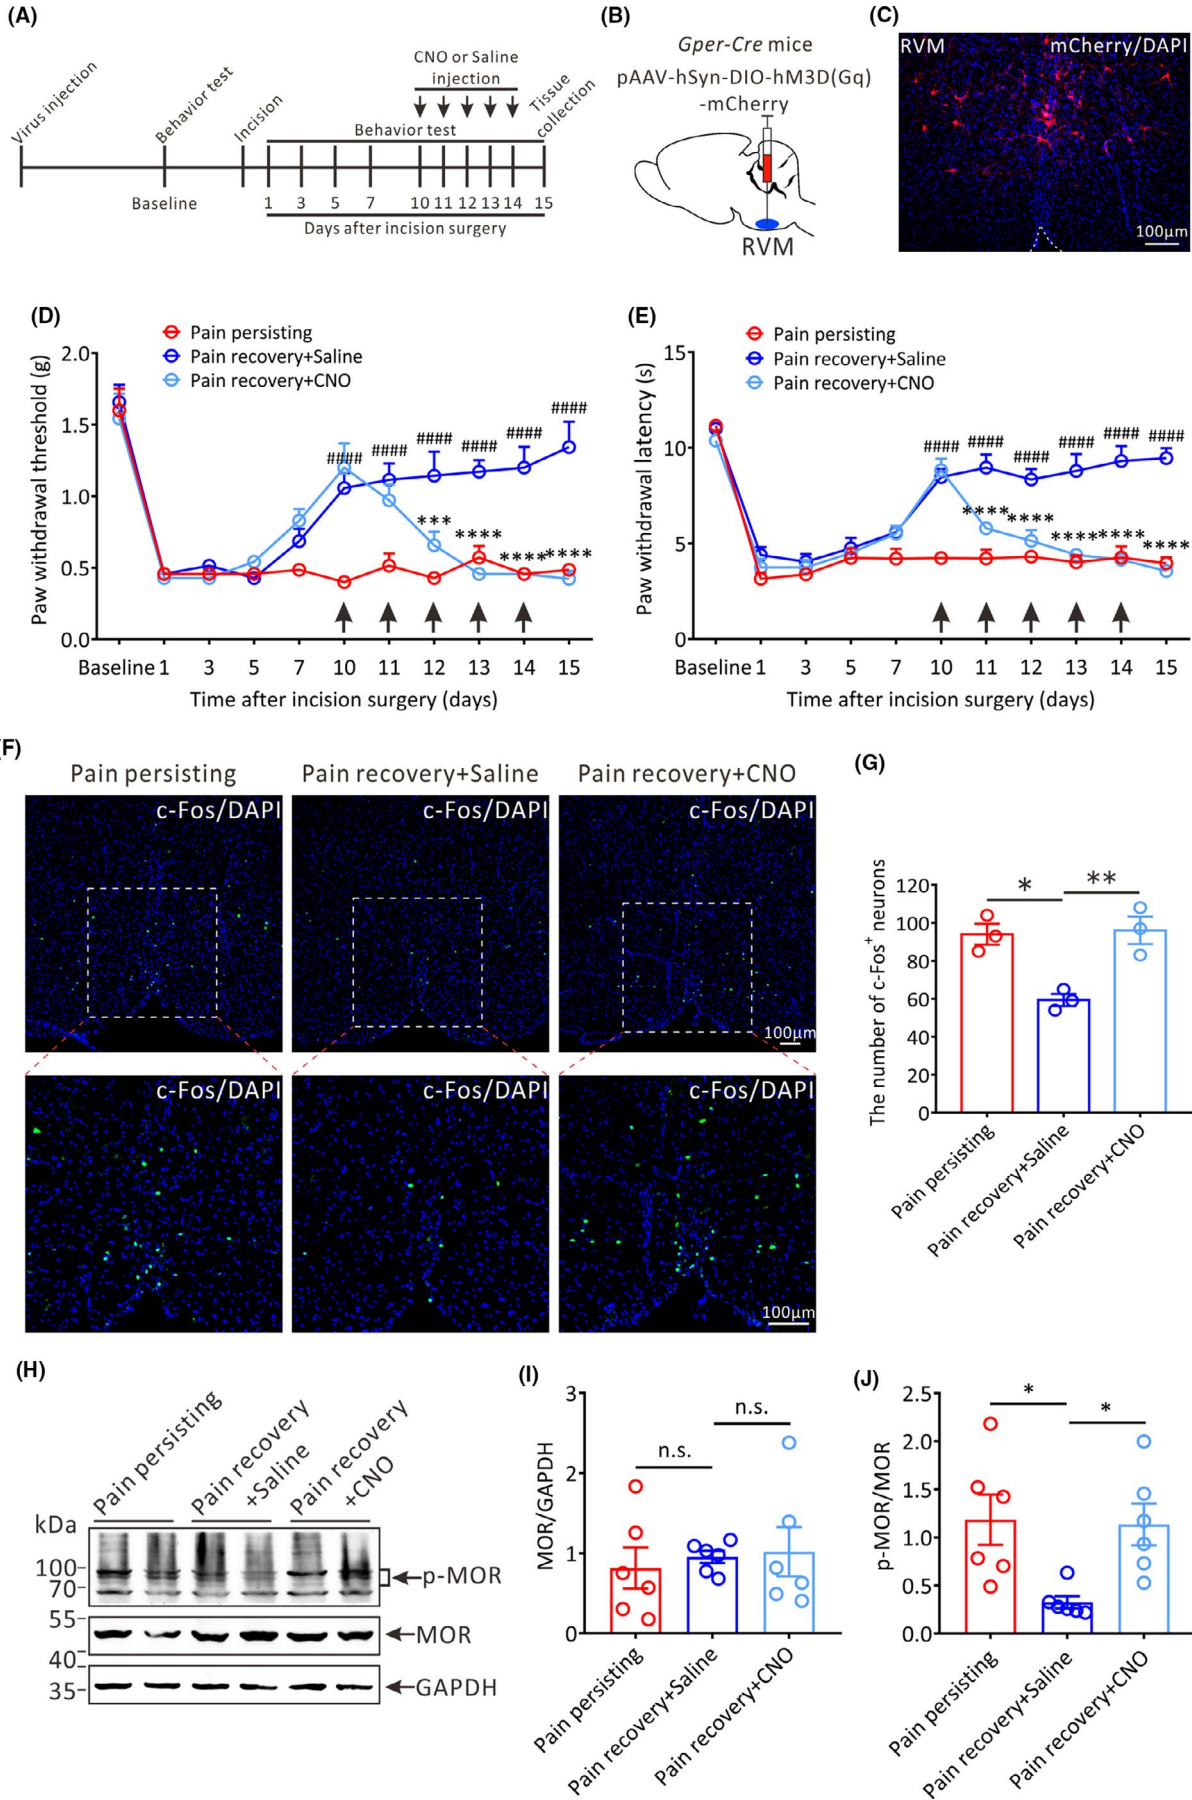 (A)
Virus injection
Behavior test
Incision
CNO or Saline
injection
Tissue
collection
Behavior test
Baseline
1 3 5 7 10 11 12 13 14 15
Days after incision surgery
(B)
Gper-Cre mice
pAAV-hSyn-DIO-hM3D(Gq)
-mCherry
RVM
(C)
RVM mCherry/DAPI
100μm
(D)
Pain persisting
Pain recovery+Saline
Pain recovery+CNO
Paw withdrawal threshold (g)
2.0
1.5
1.0
0.5
0.0
#### #### #### #### #### ####
*** **** **** ****
Baseline 1 3 5 7 10 11 12 13 14 15
Time after incision surgery (days)
(E)
Pain persisting
Pain recovery+Saline
Pain recovery+CNO
Paw withdrawal latency (s)
15
10
5
0
#### #### #### #### #### ####
**** **** **** **** ****
Baseline 1 3 5 7 10 11 12 13 14 15
Time after incision surgery (days)
(F)
Pain persisting
Pain recovery+Saline
Pain recovery+CNO
c-Fos/DAPI
c-Fos/DAPI
c-Fos/DAPI
100μm
c-Fos/DAPI
c-Fos/DAPI
c-Fos/DAPI
100μm
(G)
The number of c-Fos+ neurons
120
100
80
60
40
20
0
* **
Pain persisting
Pain recovery+Saline
Pain recovery+CNO
(H)
Pain persisting
Pain recovery
+Saline
Pain recovery
+CNO
kDa
100
70
p-MOR
55
MOR
40
35
GAPDH
(I)
MOR/GAPDH
3
2
1
0
n.s.
n.s.
Pain persisting
Pain recovery+Saline
Pain recovery+CNO
(J)
p-MOR/MOR
2.5
2.0
1.5
1.0
0.5
0.0
* *
Pain persisting
Pain recovery+Saline
Pain recovery+CNO